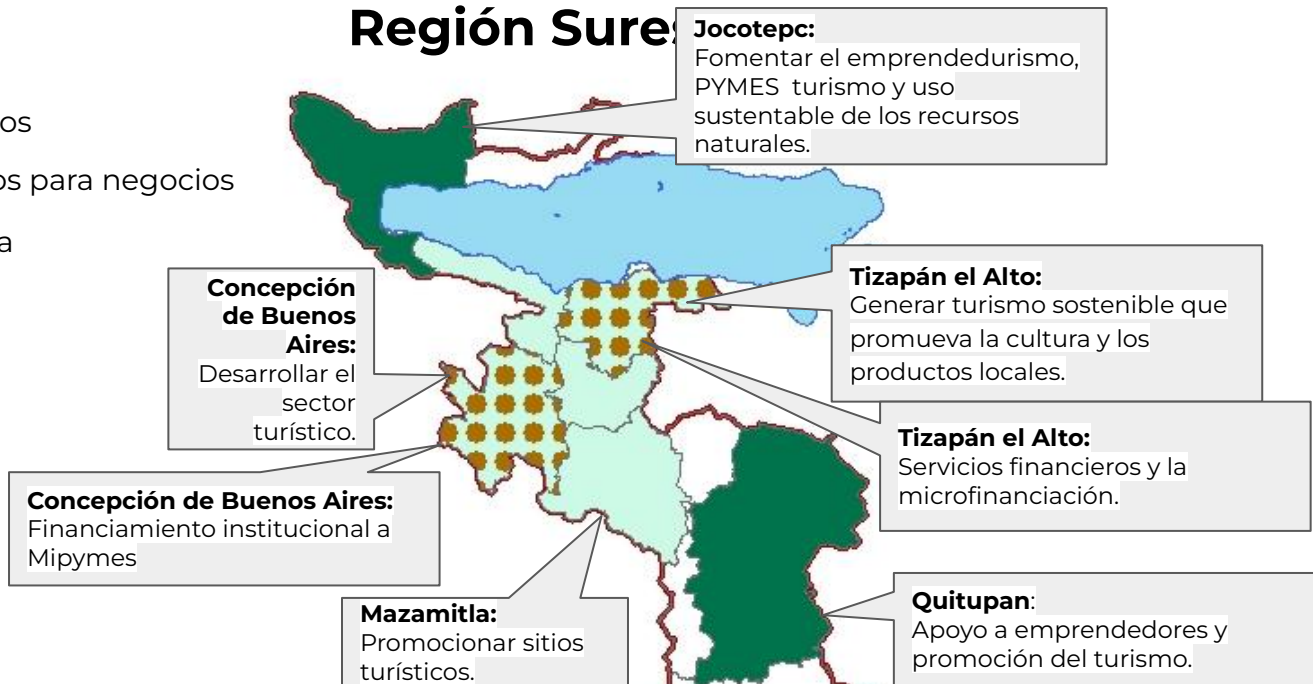 Región Sures
Jocotepc:
Fomentar el emprendedurismo,
PYMES turismo y uso
sustentable de los recursos
naturales.
os
os para negocios
a
Concepción
de Buenos
Aires:
Desarrollar el
sector
turístico.
Tizapán el Alto:
Generar turismo sostenible que
promueva la cultura y los
productos locales.
Tizapán el Alto:
Servicios financieros y la
microfinanciación.
Concepción de Buenos Aires:
Financiamiento institucional a
Mipymes
Mazamitla:
Promocionar sitios
turísticos.
Quitupan:
Apoyo a emprendedores y
promoción del turismo.